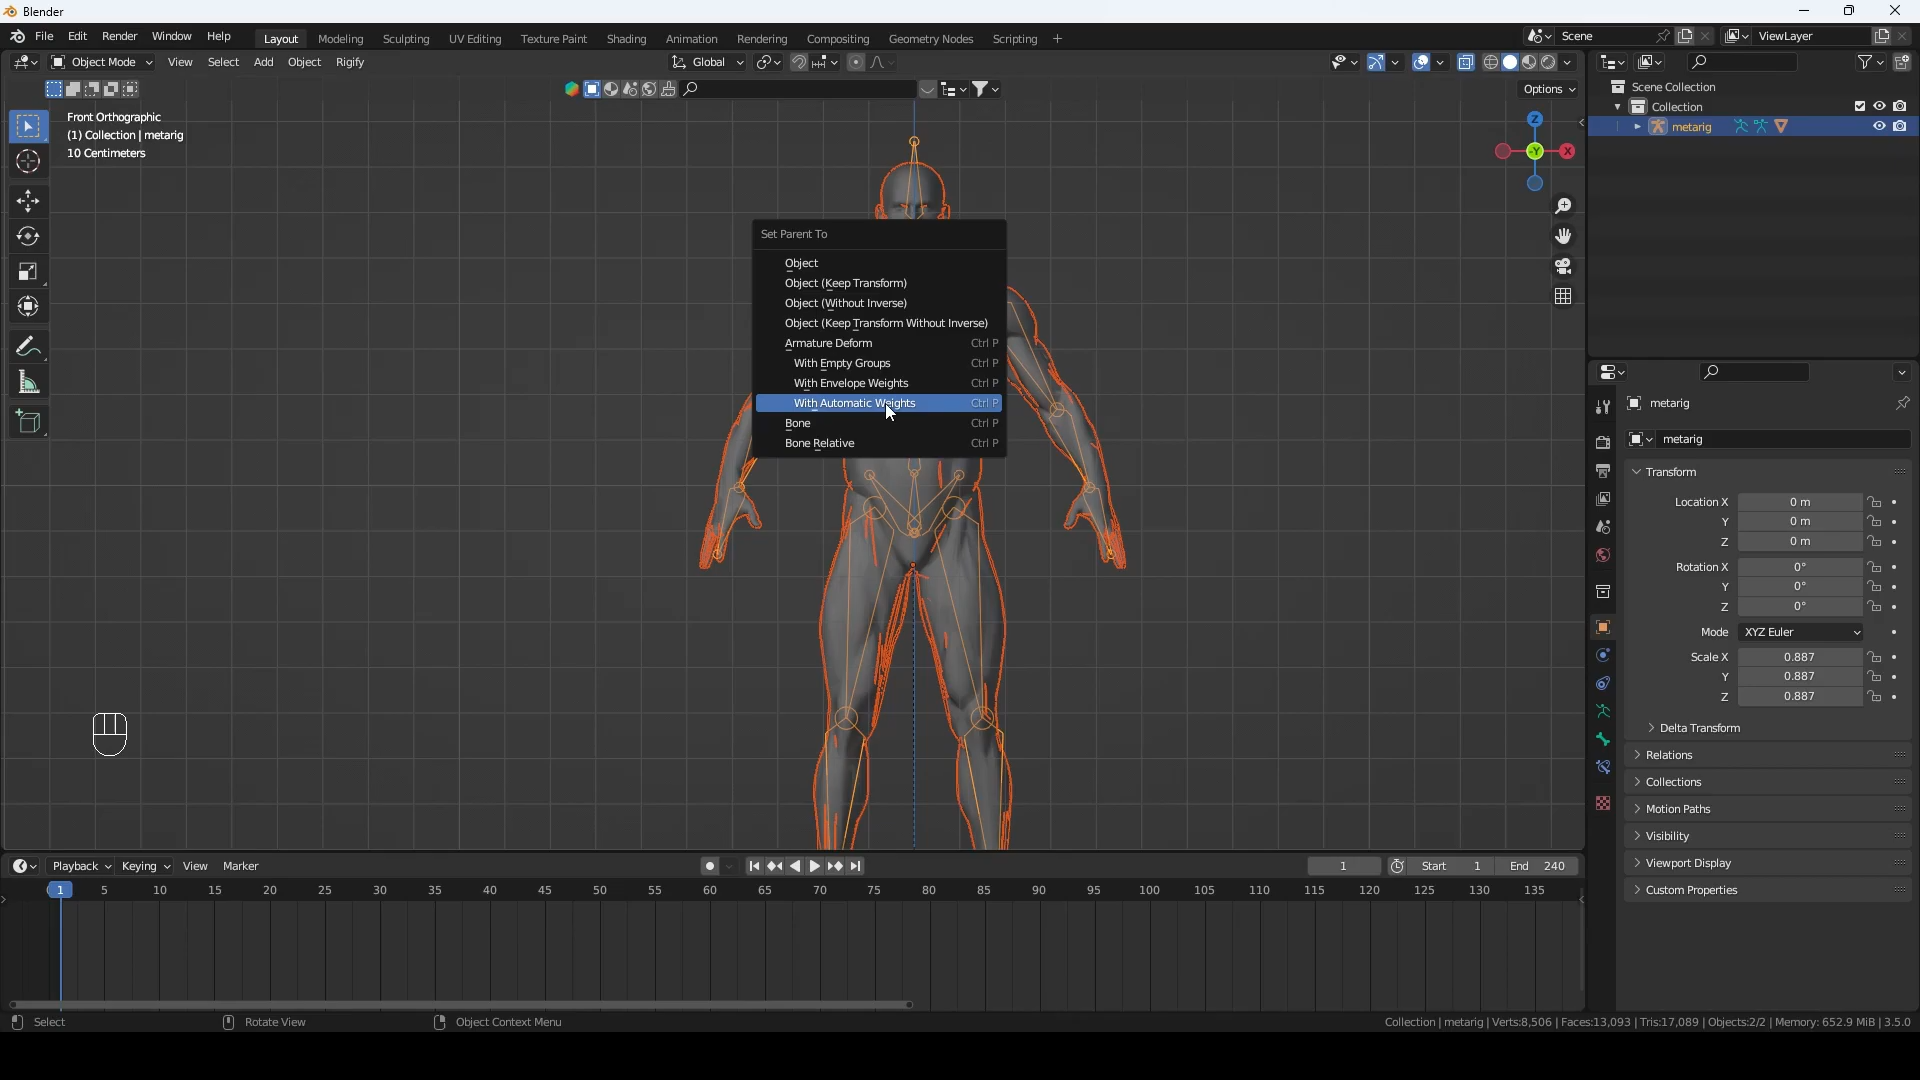 Blender
File Edit Render Window Help Layout Modeling Sculpting UV Editing Texture Paint Shading Animation Rendering Compositing Geometry Nodes Scripting + Scene ViewLayer
Object Mode View Select Add Object Rigify Global
Options
Front Orthographic
(1) Collection | metarig
10 Centimeters
Set Parent To
Object
Object (Keep Transform)
Object (Without Inverse)
Object (Keep Transform Without Inverse)
Armature Deform Ctrl P
With Empty Groups Ctrl P
With Envelope Weights Ctrl P
With Automatic Weights Ctrl P
Bone Ctrl P
Bone Relative Ctrl P
Z
-Y X
Scene Collection
Collection
metarig
metarig
metarig
Transform
Location X 0 m
Y 0 m
Z 0 m
Rotation X 0°
Y 0°
Z 0°
Mode XYZ Euler
Scale X 0.887
Y 0.887
Z 0.887
Delta Transform
Relations
Collections
Motion Paths
Visibility
Viewport Display
Custom Properties
Playback Keying View Marker 1 Start 1 End 240
1 5 10 15 20 25 30 35 40 45 50 55 60 65 70 75 80 85 90 95 100 105 110 115 120 125 130 135
Select Rotate View Object Context Menu Collection | metarig | Verts:8,506 | Faces:13,093 | Tris:17,089 | Objects:2/2 | Memory: 652.9 MiB | 3.5.0